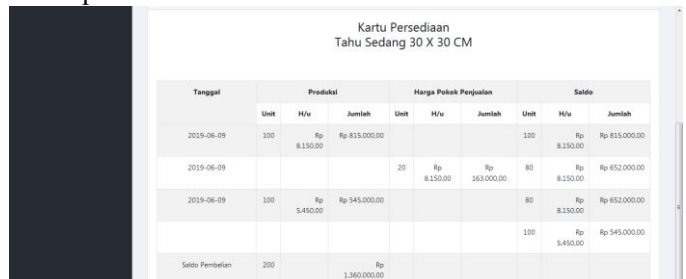 Kartu Persediaan
Tahu Sedang 30 X 30 CM
Tanggal Produksi Harga Pokok Penjualan Saldo
Unit H/u Jumlah Unit H/u Jumlah Unit H/u Jumlah
2019-06-09 100 Rp 8.150,00 Rp 815.000,00 100 Rp 8.150,00 Rp 815.000,00
2019-06-09 20 Rp 8.150,00 Rp 163.000,00 80 Rp 8.150,00 Rp 652.000,00
2019-06-09 100 Rp 5.450,00 Rp 545.000,00 80 Rp 8.150,00 Rp 652.000,00
100 Rp 5.450,00 Rp 545.000,00
Saldo Pembelian 200 Rp 1.360.000,00